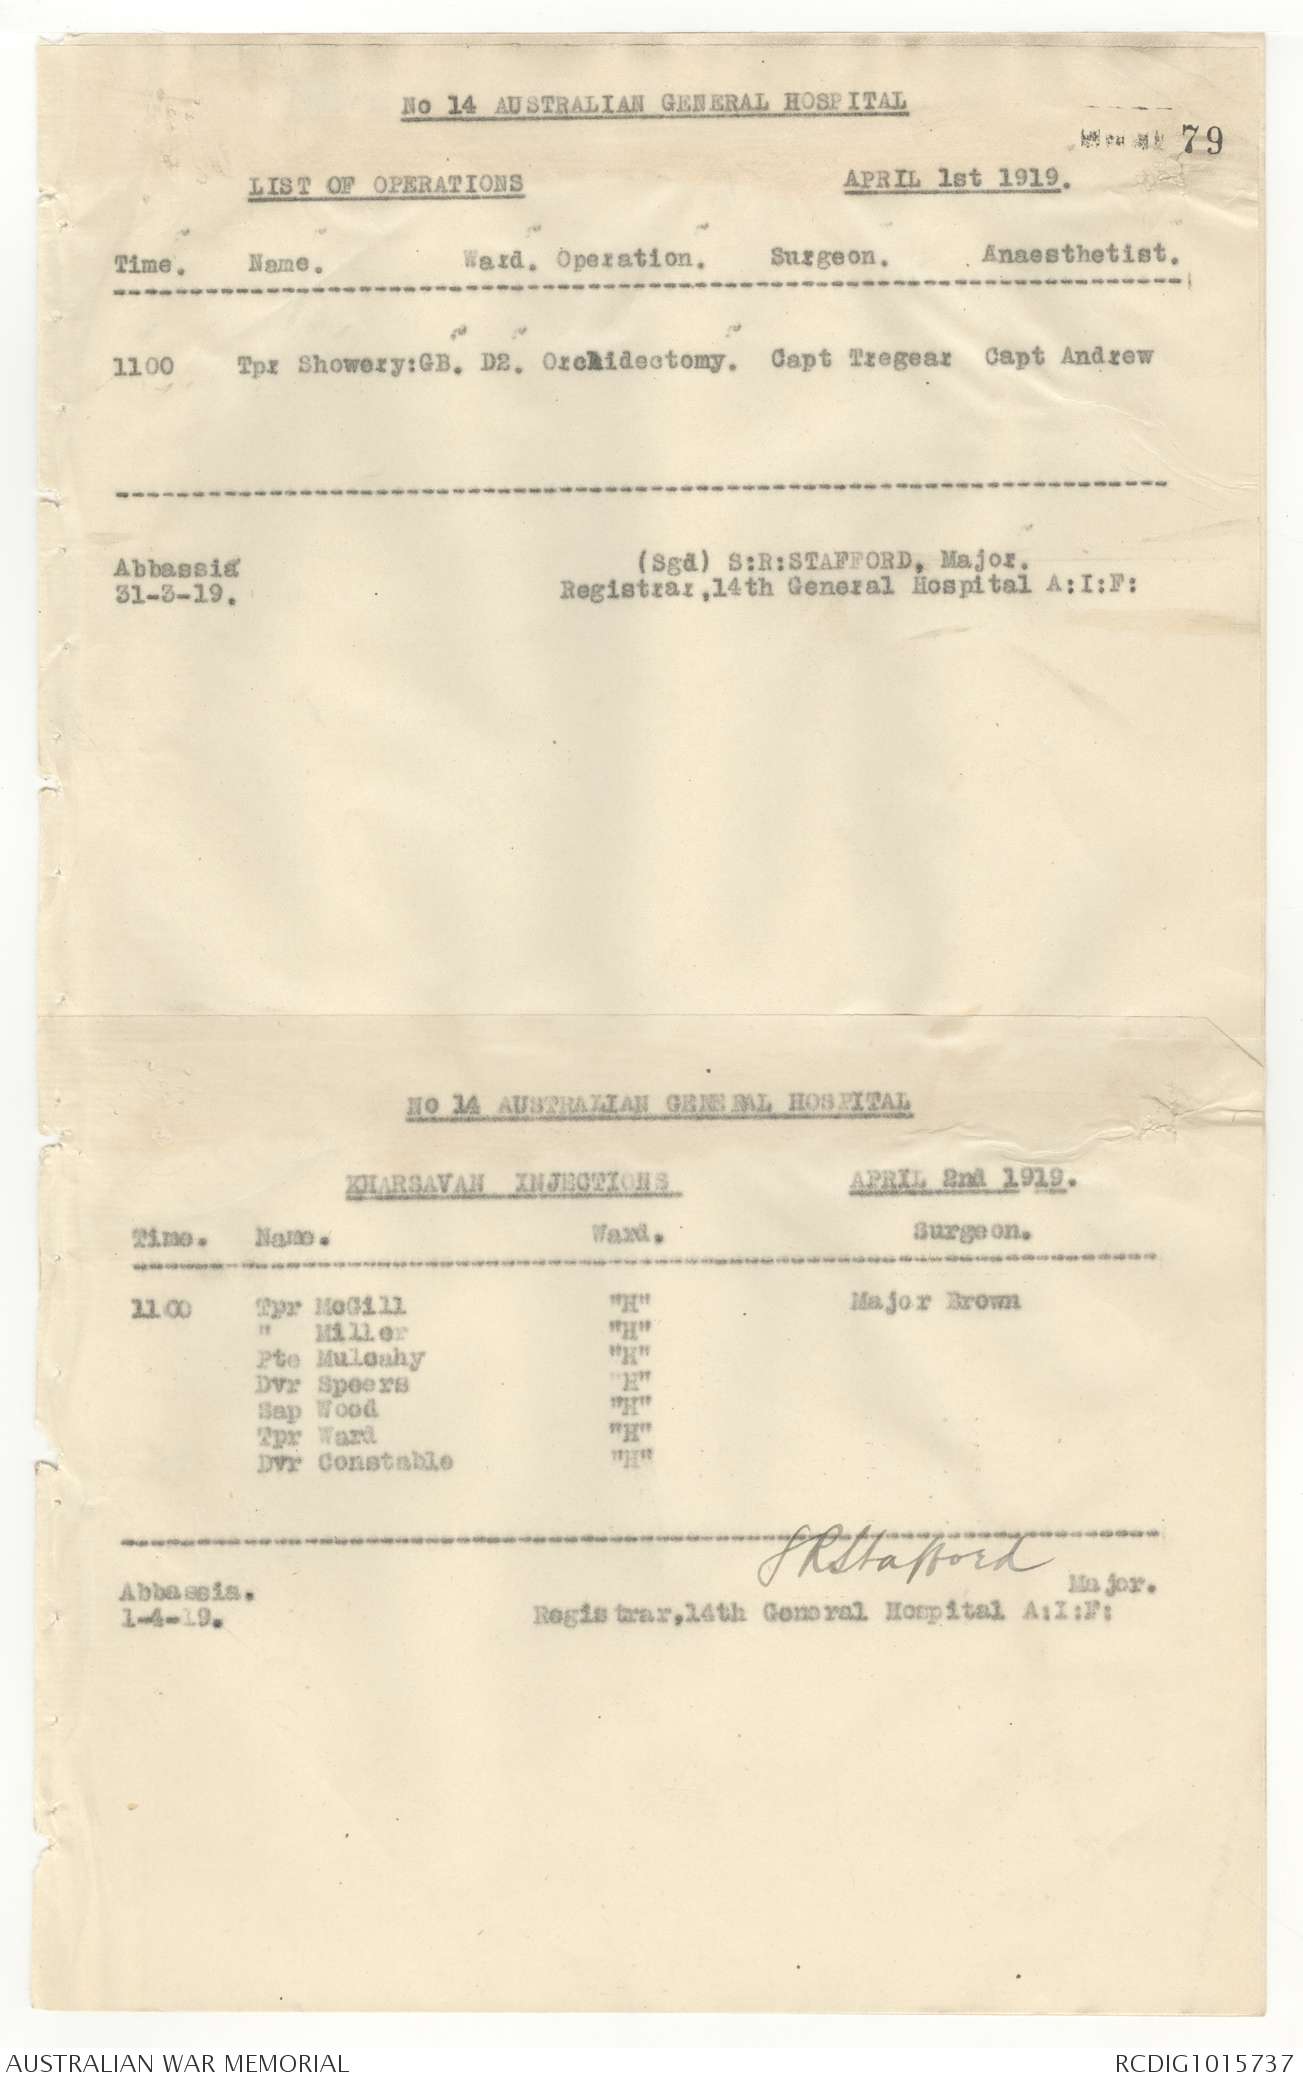 No 14 AUSTRALIAN GENERAL HOSPITAL
79
LIST OF OPERATIONS APRIL 1st 1919.
Time. Name. Ward. Operation. Surgeon. Anaesthetist.
1100 Tpr Showery:GB. D2. Orchidectomy. Capt Tregear Capt Andrew
Abbassia (Sgd) S:R:STAFFORD, Major.
31-3-19. Registrar,14th General Hospital A:I:F:
No 14 AUSTRALIAN GENERAL HOSPITAL
KHARSAVAN INJECTIONS APRIL 2nd 1919.
Time. Name. Ward. Surgeon.
1100 Tpr McGill "H" Major Brown
" Miller "H"
Pte Mulcahy "H"
Dvr Speers "H"
Sap Wood "H"
Tpr Ward "H"
Dvr Constable "H"
SRStafford
Abbassia. Major.
1-4-19. Registrar,14th General Hospital A:I:F:
AUSTRALIAN WAR MEMORIAL RCDIG1015737